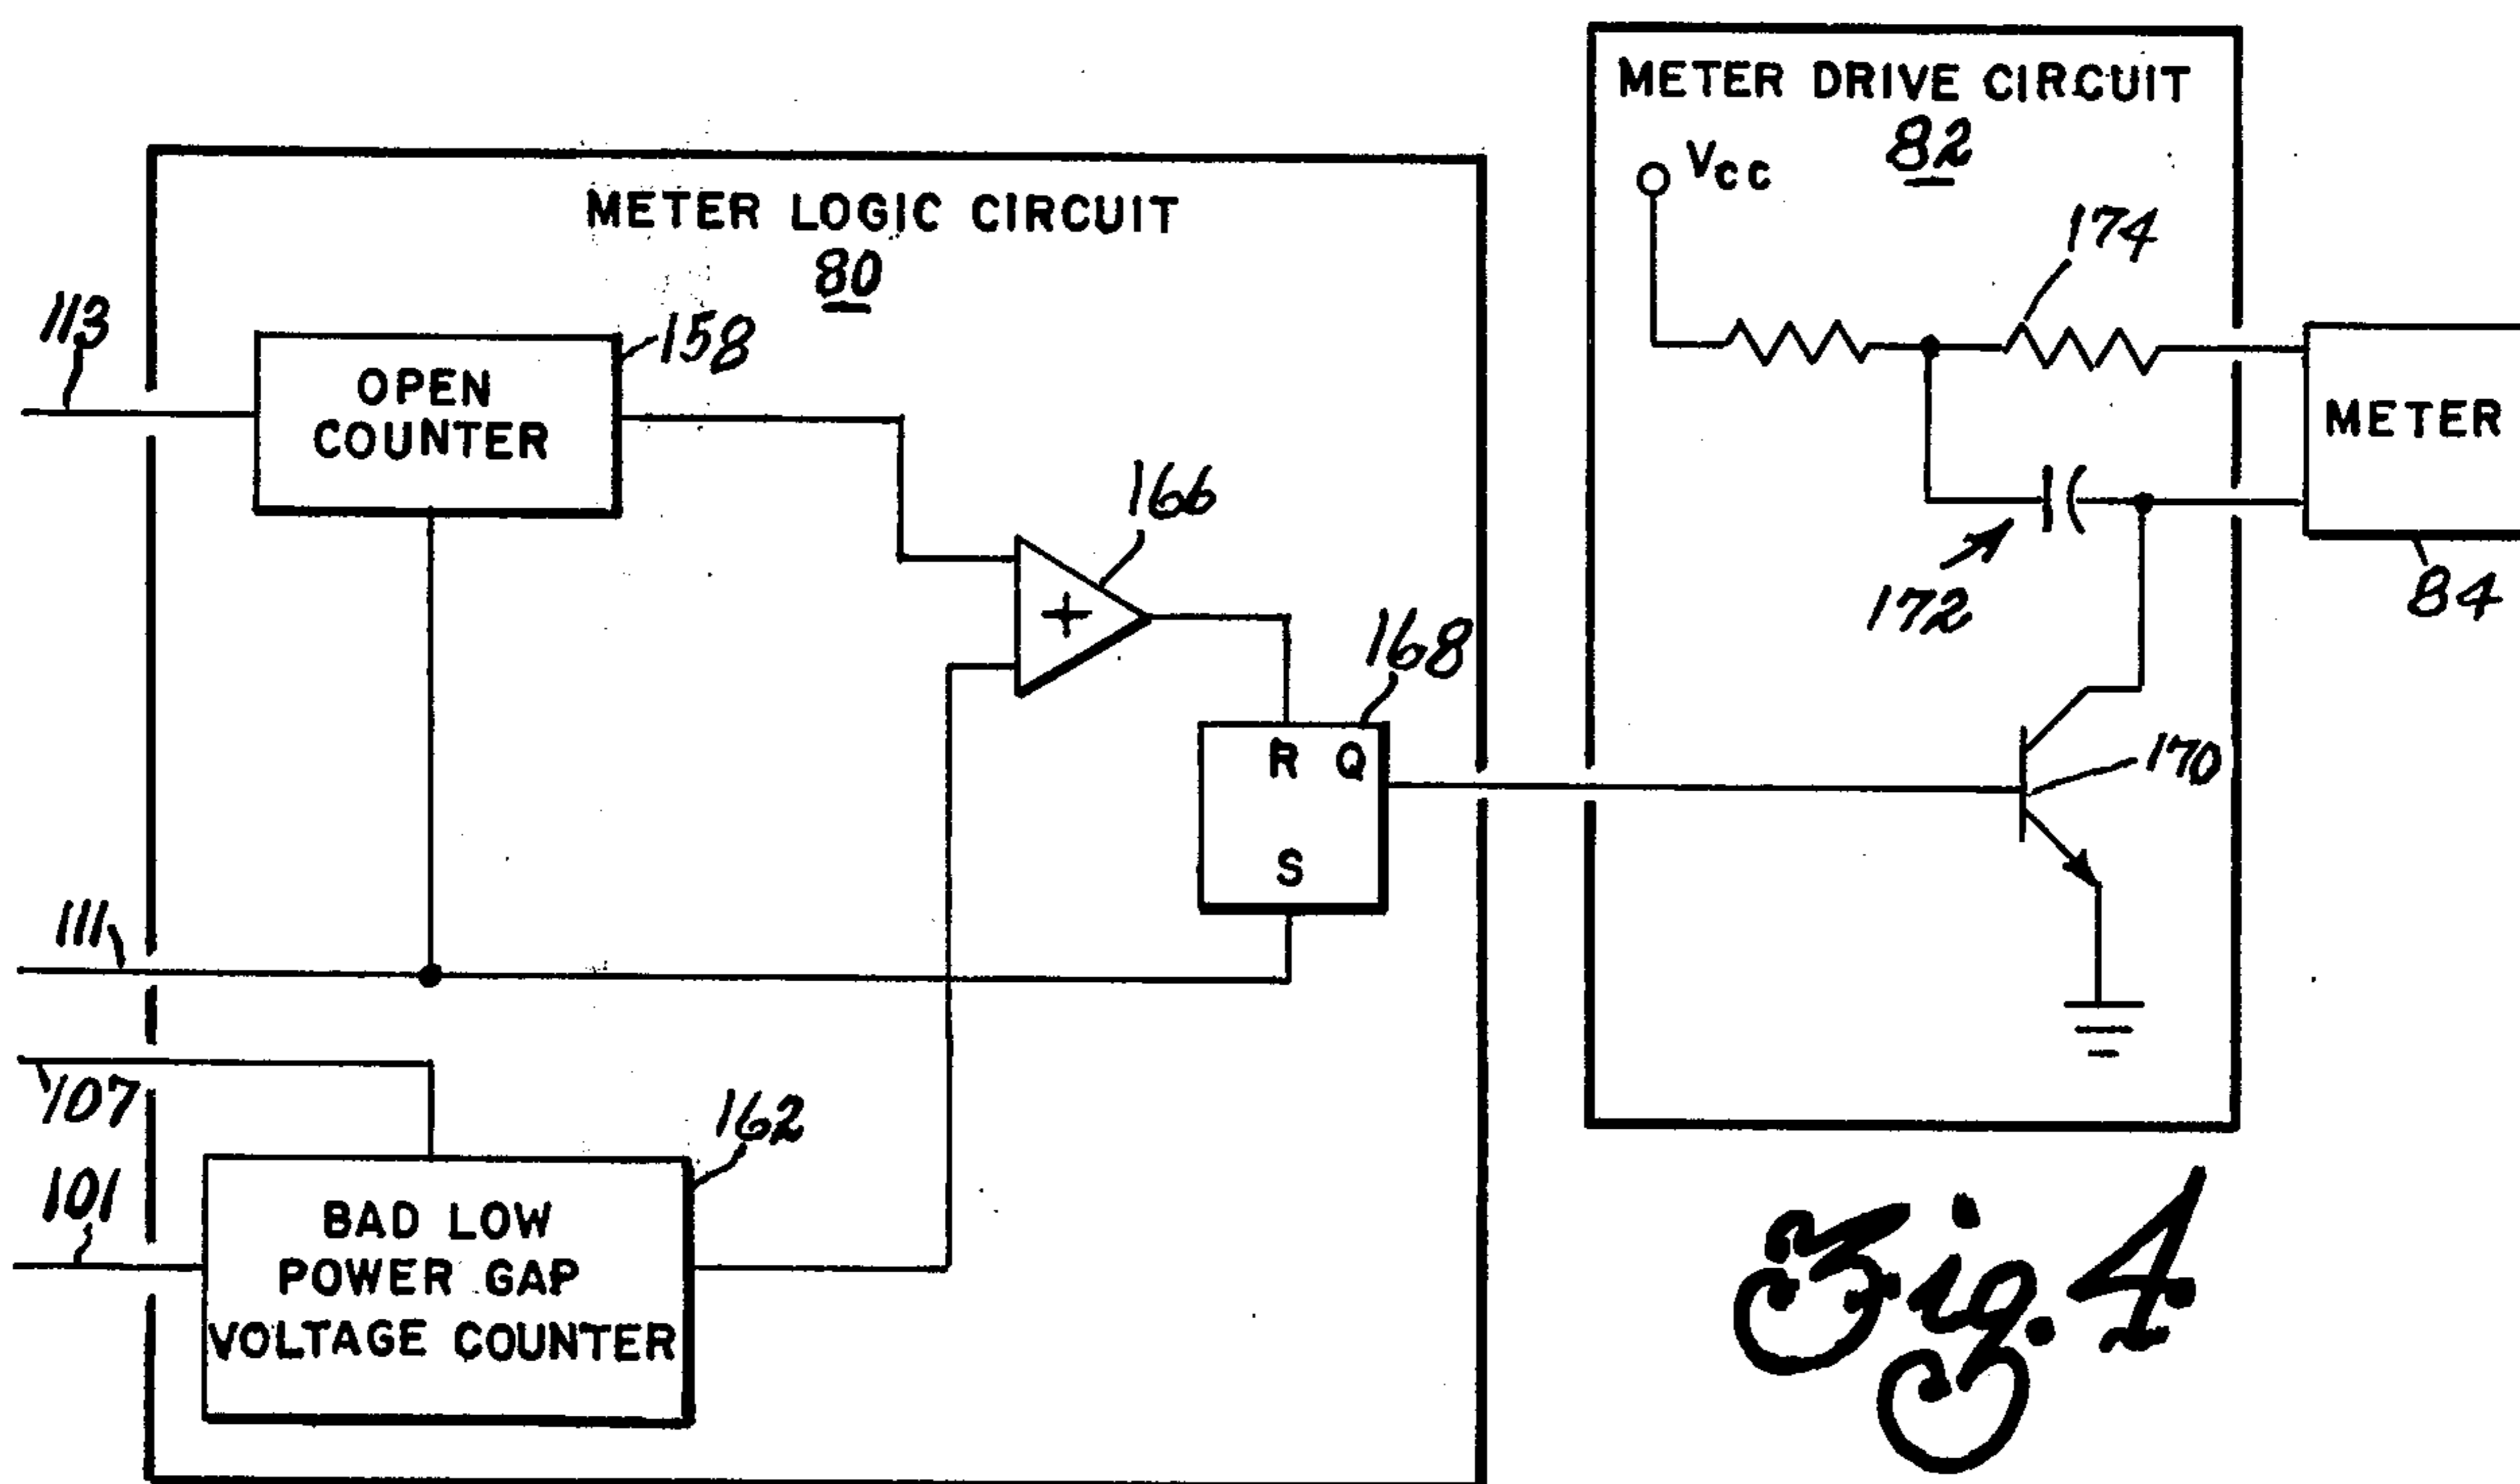 METER LOGIC CIRCUIT
80
113
OPEN
COUNTER
158
166
168
R Q
S
111
107
101
BAD LOW
POWER GAP
VOLTAGE COUNTER
162
METER DRIVE CIRCUIT
82
Vcc
174
METER
84
172
170
Fig. 4